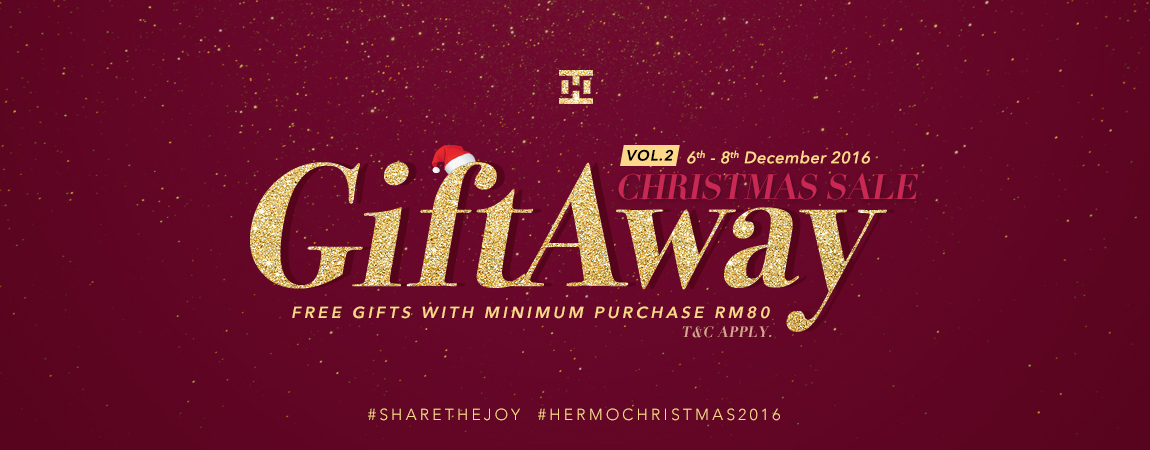 VOL.2 6th - 8th December 2016
CHRISTMAS SALE
GiftAway
FREE GIFTS WITH MINIMUM PURCHASE RM80
T&C APPLY.
#SHARETHEJOY #HERMOCHRISTMAS2016